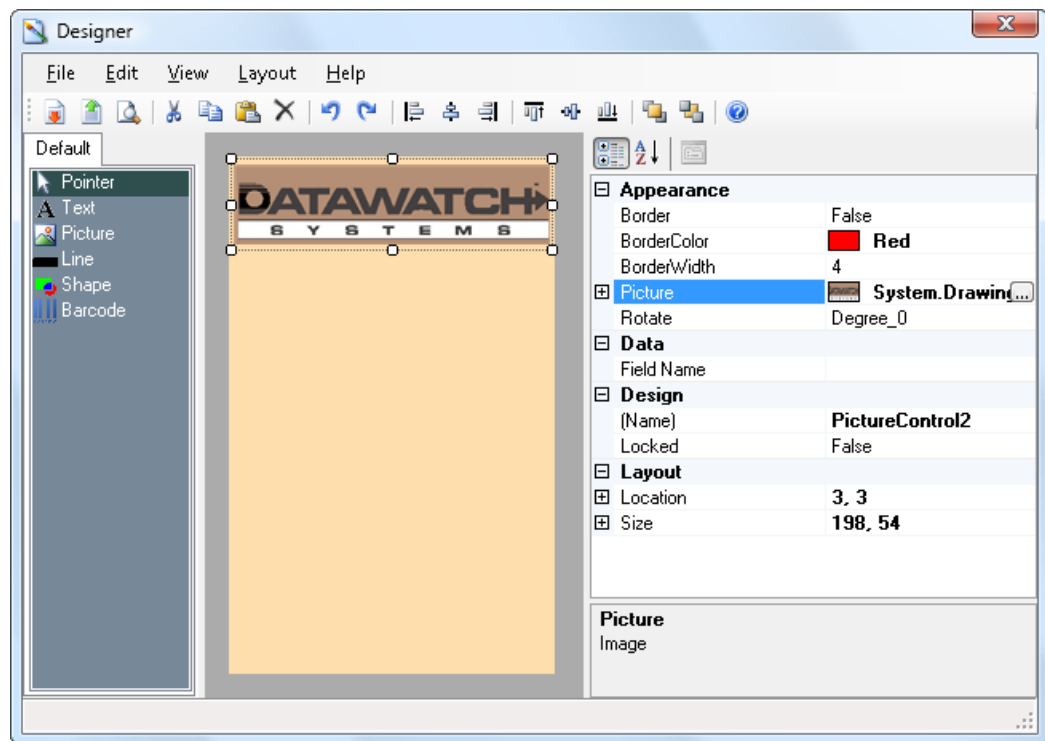 Designer
File Edit View Layout Help
Default
Pointer
A Text
Picture
Line
Shape
Barcode
DATAWATCH
SYSTEMS
A Z
Appearance
Border False
BorderColor Red
BorderWidth 4
Picture System.Drawing...
Rotate Degree_0
Data
Field Name
Design
(Name) PictureControl2
Locked False
Layout
Location 3, 3
Size 198, 54
Picture
Image